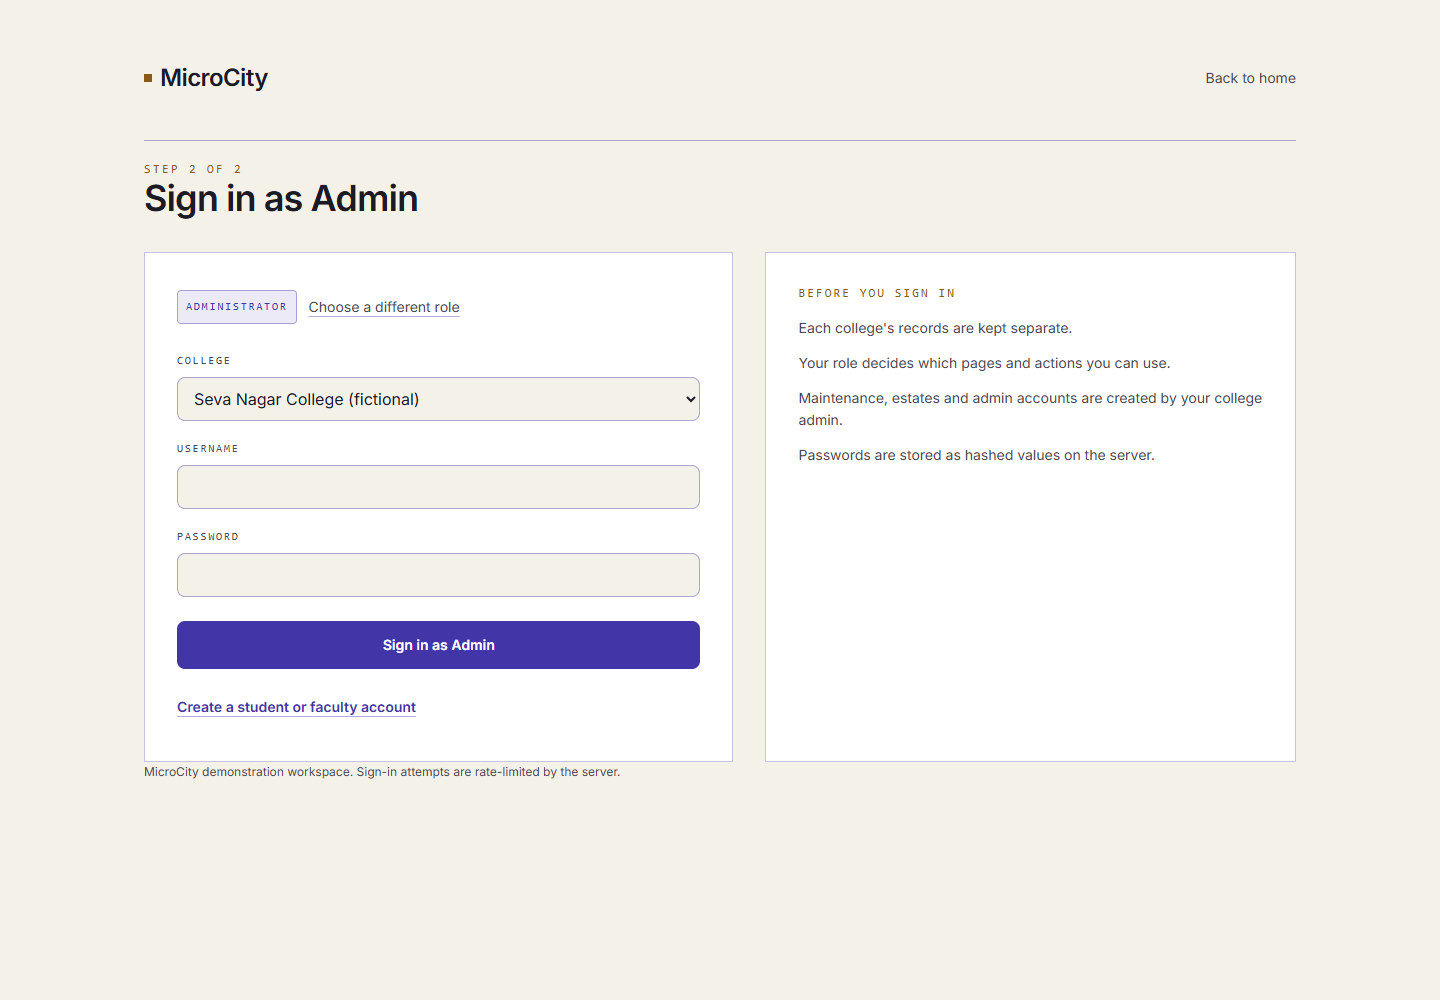 MicroCity
Back to home
STEP 2 OF 2
Sign in as Admin
ADMINISTRATOR
Choose a different role
COLLEGE
Seva Nagar College (fictional)
USERNAME
PASSWORD
Sign in as Admin
Create a student or faculty account
BEFORE YOU SIGN IN
Each college's records are kept separate.
Your role decides which pages and actions you can use.
Maintenance, estates and admin accounts are created by your college
admin.
Passwords are stored as hashed values on the server.
MicroCity demonstration workspace. Sign-in attempts are rate-limited by the server.